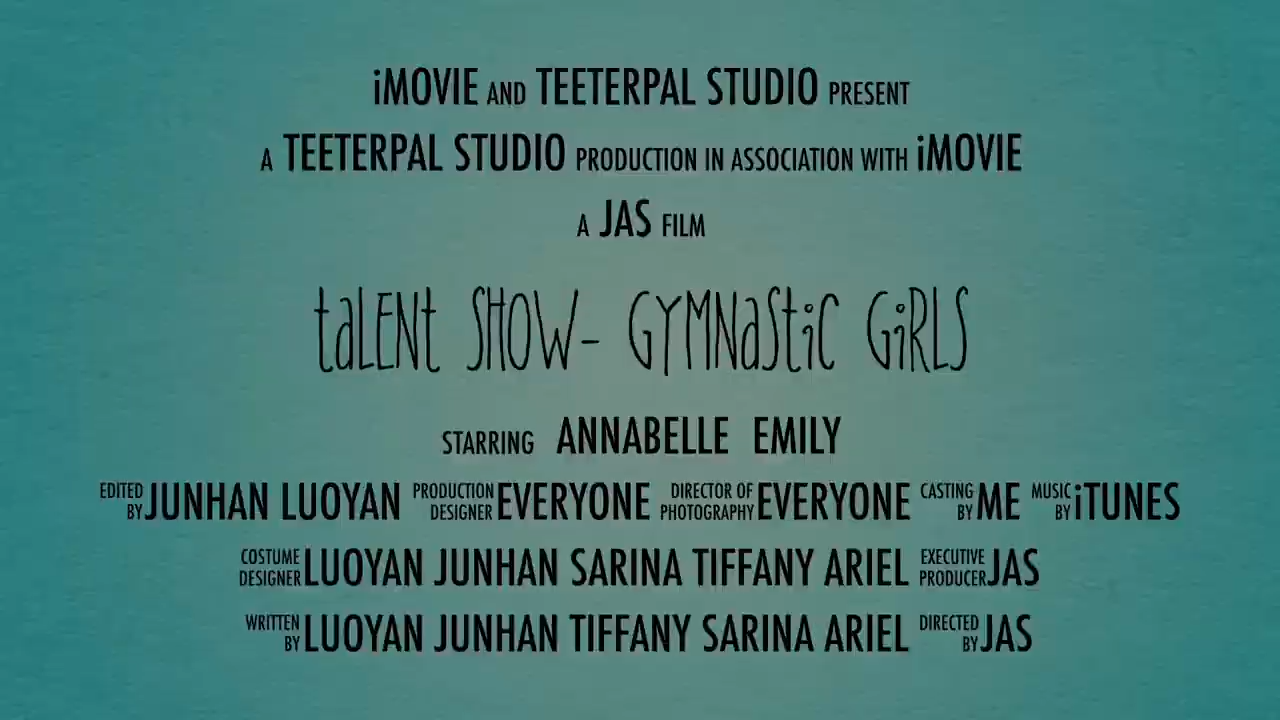 iMOVIE AND TEETERPAL STUDIO PRESENT
A TEETERPAL STUDIO PRODUCTION IN ASSOCIATION WITH iMOVIE
A JAS FILM
taLENt SHOW- GYMNaStiC GiRLS
STARRING ANNABELLE EMILY
EDITED BY JUNHAN LUOYAN PRODUCTION DESIGNER EVERYONE DIRECTOR OF PHOTOGRAPHY EVERYONE CASTING BY ME MUSIC BY iTUNES
COSTUME DESIGNER LUOYAN JUNHAN SARINA TIFFANY ARIEL EXECUTIVE PRODUCER JAS
WRITTEN BY LUOYAN JUNHAN TIFFANY SARINA ARIEL DIRECTED BY JAS